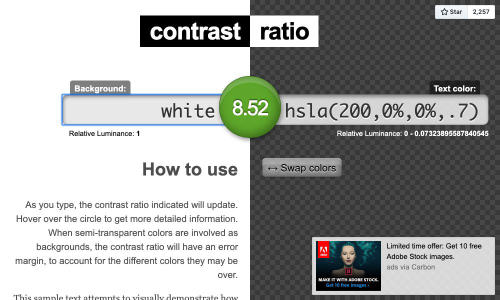 Star 2,257
contrast ratio
Background: Text color:
white 8.52 hsla(200,0%,0%,.7)
Relative Luminance: 1 Relative Luminance: 0 - 0.07323895587840545
How to use ↔ Swap colors
As you type, the contrast ratio indicated will update.
Hover over the circle to get more detailed information.
When semi-transparent colors are involved as
backgrounds, the contrast ratio will have an error
margin, to account for the different colors they may be
over.
This sample text attempts to visually demonstrate how
Adobe
MAKE IT WITH ADOBE STOCK.
Get 10 free images ›
Limited time offer: Get 10 free
Adobe Stock images.
ads via Carbon